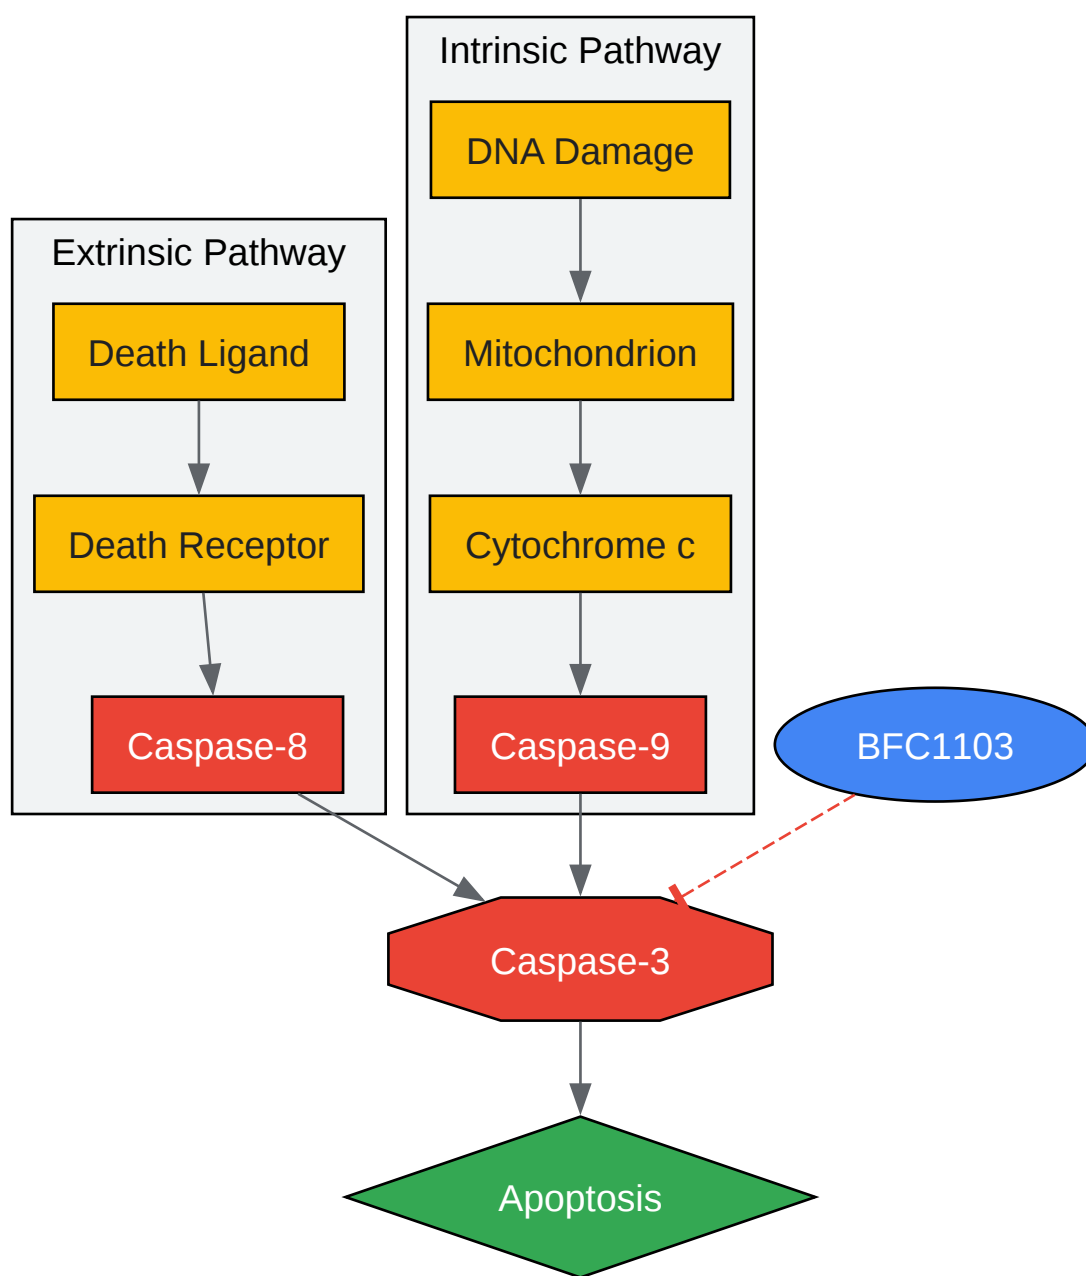 Intrinsic Pathway
DNA Damage
Extrinsic Pathway
Death Ligand
Mitochondrion
Death Receptor
Cytochrome c
Caspase-8
Caspase-9
BFC1103
Caspase-3
Apoptosis